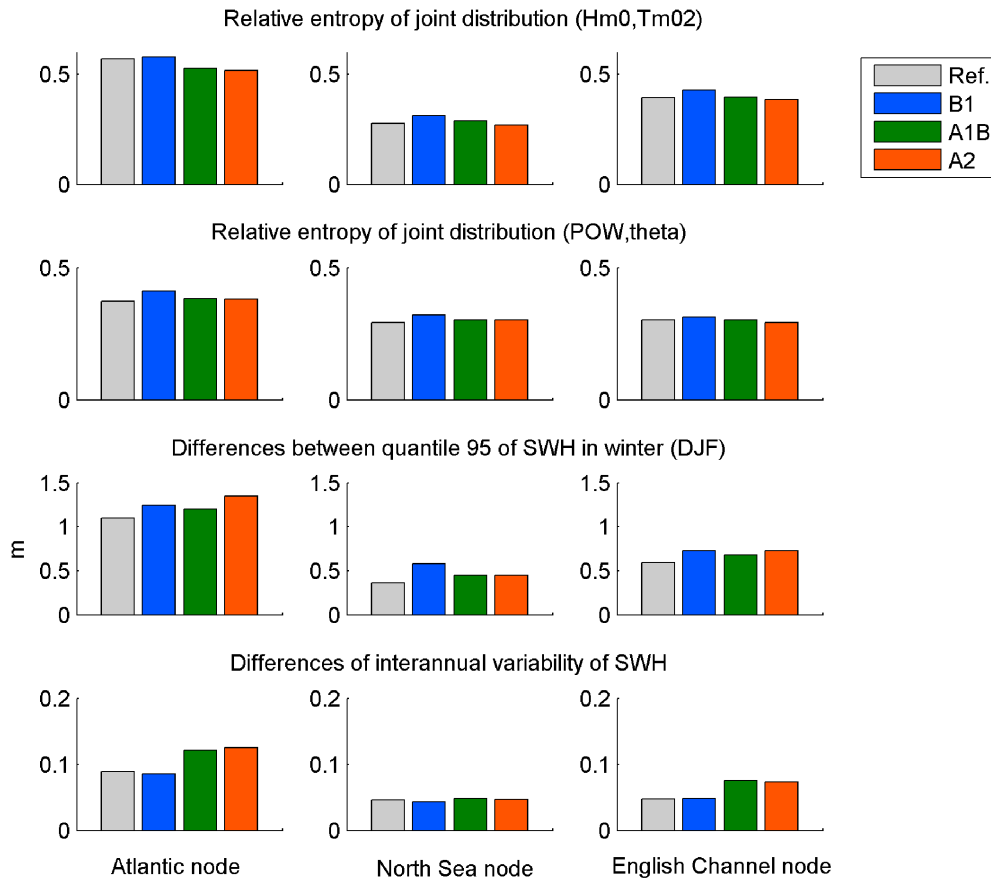 Relative entropy of joint distribution (Hm0,Tm02)
0.5
0
0.5
0
0.5
0
Ref.
B1
A1B
A2
Relative entropy of joint distribution (POW,theta)
0.5
0
0.5
0
0.5
0
Differences between quantile 95 of SWH in winter (DJF)
m
1.5
1
0.5
0
1.5
1
0.5
0
1.5
1
0.5
0
Differences of interannual variability of SWH
0.2
0.1
0
0.2
0.1
0
0.2
0.1
0
Atlantic node
North Sea node
English Channel node